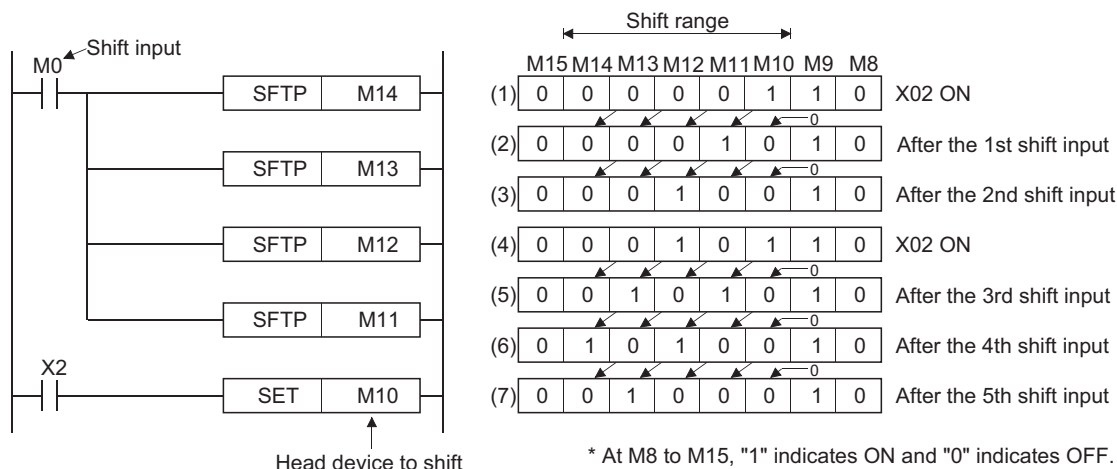 Shift input
M0
SFTP M14
SFTP M13
SFTP M12
SFTP M11
X2
SET M10
Head device to shift
Shift range
M15 M14 M13 M12 M11 M10 M9 M8
(1) 0 0 0 0 0 1 1 0 X02 ON
0
(2) 0 0 0 0 1 0 1 0 After the 1st shift input
0
(3) 0 0 0 1 0 0 1 0 After the 2nd shift input
(4) 0 0 0 1 0 1 1 0 X02 ON
0
(5) 0 0 1 0 1 0 1 0 After the 3rd shift input
0
(6) 0 1 0 1 0 0 1 0 After the 4th shift input
0
(7) 0 0 1 0 0 0 1 0 After the 5th shift input
* At M8 to M15, "1" indicates ON and "0" indicates OFF.